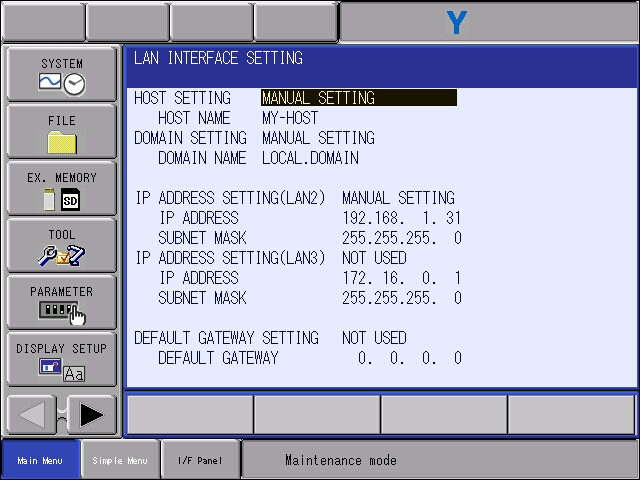 Y
SYSTEM
FILE
EX. MEMORY
SD
TOOL
PARAMETER
DISPLAY SETUP
Aa
LAN INTERFACE SETTING
HOST SETTING MANUAL SETTING
HOST NAME MY-HOST
DOMAIN SETTING MANUAL SETTING
DOMAIN NAME LOCAL.DOMAIN
IP ADDRESS SETTING(LAN2) MANUAL SETTING
IP ADDRESS 192.168. 1. 31
SUBNET MASK 255.255.255. 0
IP ADDRESS SETTING(LAN3) NOT USED
IP ADDRESS 172. 16. 0. 1
SUBNET MASK 255.255.255. 0
DEFAULT GATEWAY SETTING NOT USED
DEFAULT GATEWAY 0. 0. 0. 0
Main Menu
Simple Menu
I/F Panel
Maintenance mode